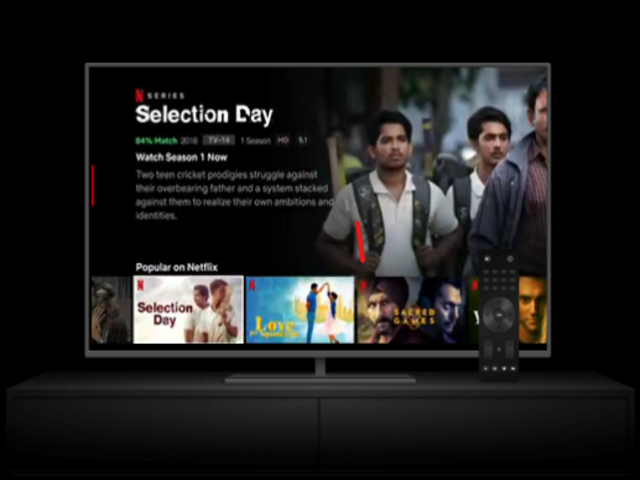 N SERIES
Selection Day
84% Match 2018 TV-14 1 Season HD 5.1
Watch Season 1 Now
Two teen cricket prodigies struggle against
their overbearing father and a system stacked
against them to realize their own ambitions and
identities.
Popular on Netflix
N N N N
Selection
Day
Love
SACRED
GAMES